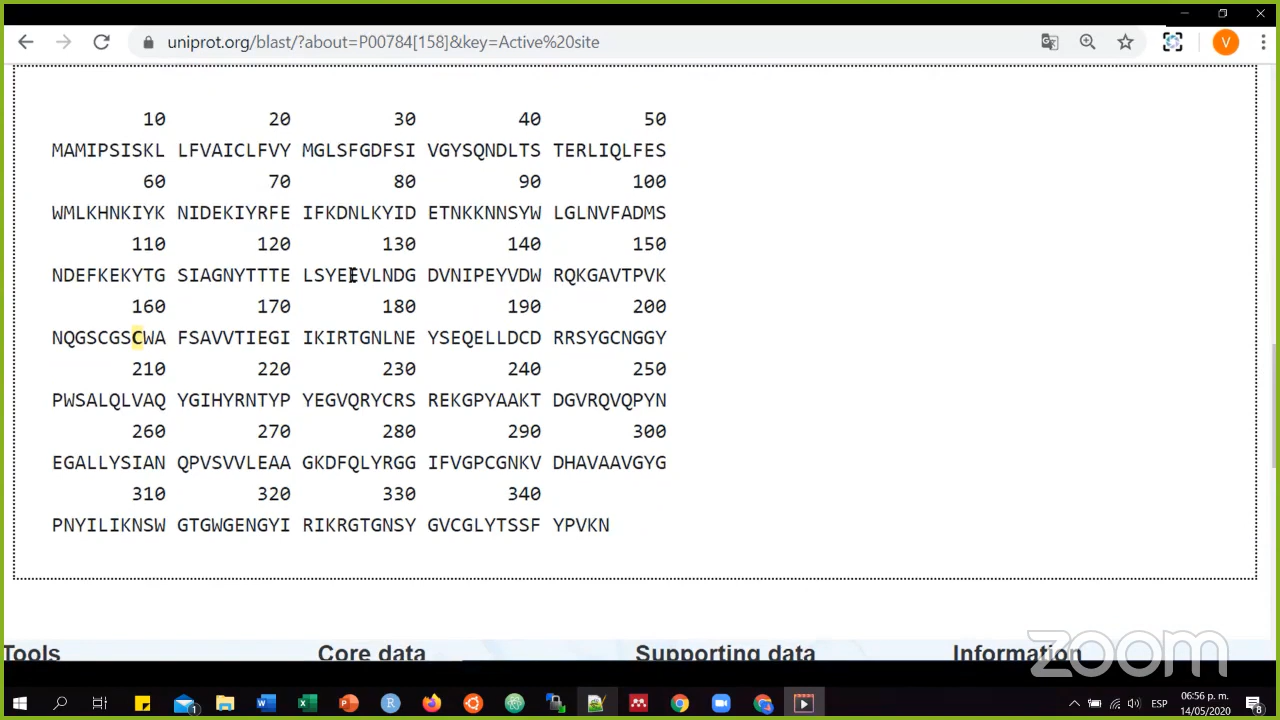 uniprot.org/blast/?about=P00784[158]&key=Active%20site
V
10 20 30 40 50
MAMIPSISKL LFVAICLFVY MGLSFGDFSI VGYSQNDLTS TERLIQLFES
60 70 80 90 100
WMLKHNKIYK NIDEKIYRFE IFKDNLKYID ETNKKNNSYW LGLNVFADMS
110 120 130 140 150
NDEFKEKYTG SIAGNYTTTE LSYEEVLNDG DVNIPEYVDW RQKGAVTPVK
160 170 180 190 200
NQGSCGSCWA FSAVVTIEGI IKIRTGNLNE YSEQELLDCD RRSYGCNGGY
210 220 230 240 250
PWSALQLVAQ YGIHYRNTYP YEGVQRYCRS REKGPYAAKT DGVRQVQPYN
260 270 280 290 300
EGALLYSIAN QPVSVVLEAA GKDFQLYRGG IFVGPCGNKV DHAVAAVGYG
310 320 330 340
PNYILIKNSW GTGWGENGYI RIKRGTGNSY GVCGLYTSSF YPVKN
Tools Core data Supporting data Information
zoom
ESP
06:56 p. m.
14/05/2020
8
1